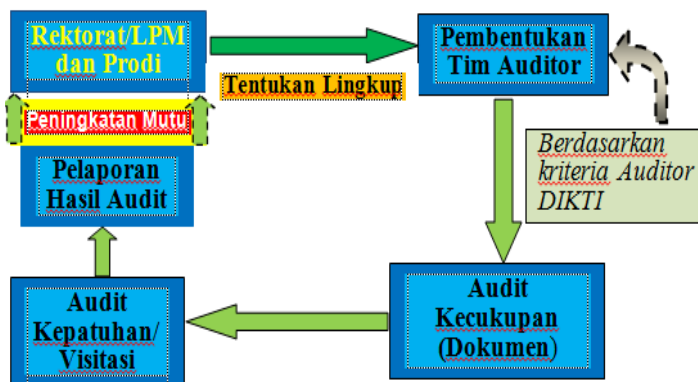 Rektorat/LPM
dan Prodi
Tentukan Lingkup
Pembentukan
Tim Auditor
Berdasarkan
kriteria Auditor
DIKTI
Peningkatan Mutu
Pelaporan
Hasil Audit
Audit
Kepatuhan/
Visitasi
Audit
Kecukupan
(Dokumen)